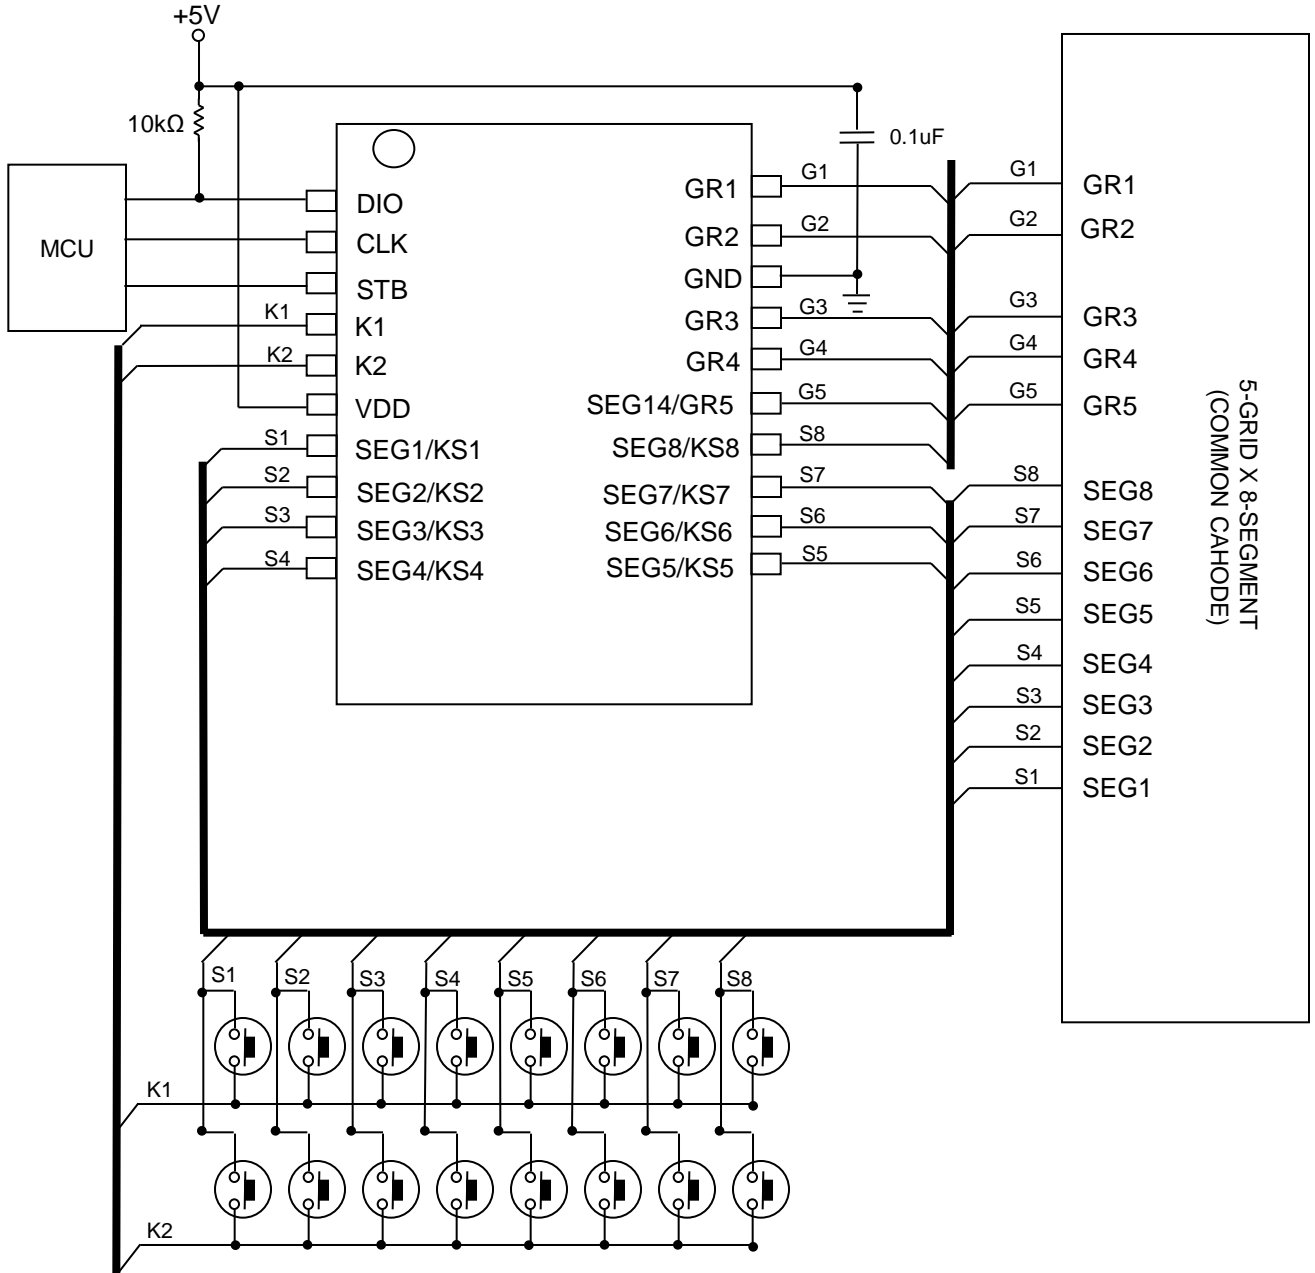 +5V
10kΩ
0.1uF
MCU
DIO
CLK
STB
K1
K1
K2
K2
VDD
S1
SEG1/KS1
S2
SEG2/KS2
S3
SEG3/KS3
S4
SEG4/KS4
GR1
G1
GR2
G2
GND
GR3
G3
GR4
G4
SEG14/GR5
G5
SEG8/KS8
S8
SEG7/KS7
S7
SEG6/KS6
S6
SEG5/KS5
S5
G1
GR1
G2
GR2
G3
GR3
G4
GR4
G5
GR5
S8
SEG8
S7
SEG7
S6
SEG6
S5
SEG5
S4
SEG4
S3
SEG3
S2
SEG2
S1
SEG1
5-GRID X 8-SEGMENT
(COMMON CAHODE)
S1 S2 S3 S4 S5 S6 S7 S8
K1
K2